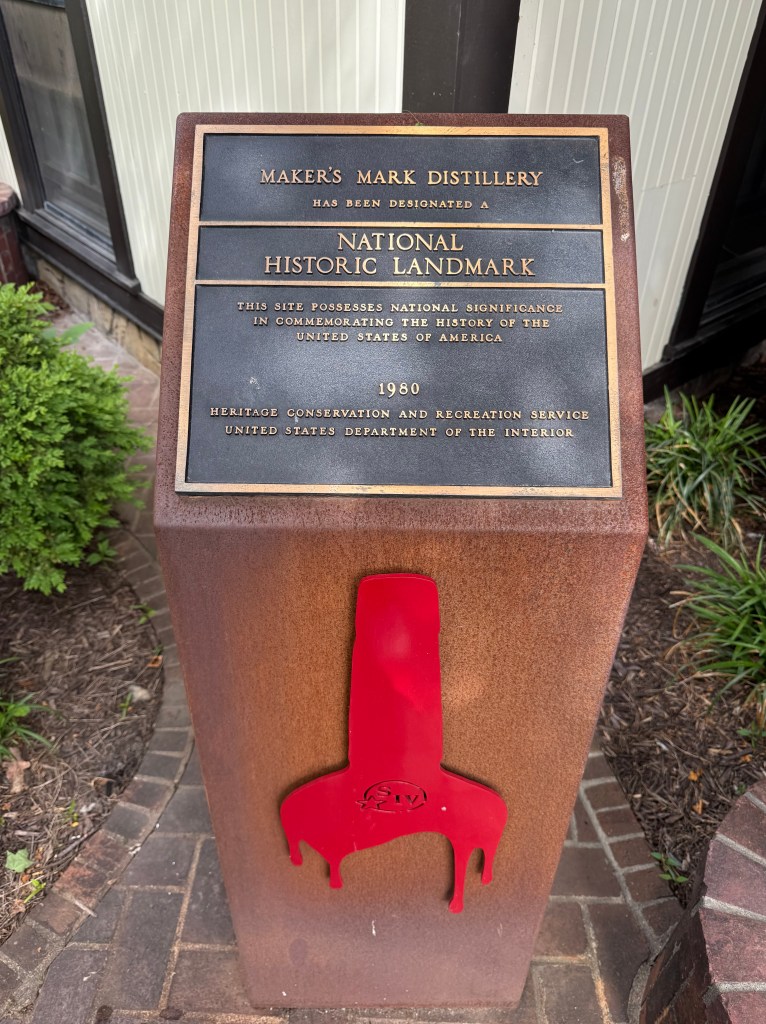 MAKER'S MARK DISTILLERY
HAS BEEN DESIGNATED A
NATIONAL
HISTORIC LANDMARK
THIS SITE POSSESSES NATIONAL SIGNIFICANCE
IN COMMEMORATING THE HISTORY OF THE
UNITED STATES OF AMERICA
1980
HERITAGE CONSERVATION AND RECREATION SERVICE
UNITED STATES DEPARTMENT OF THE INTERIOR
SIV